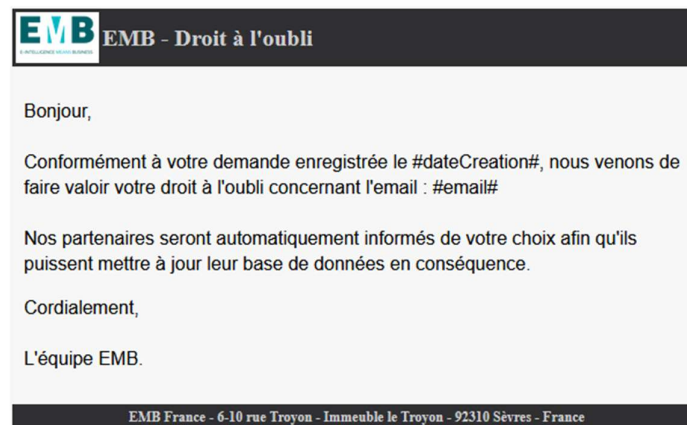 EMB
E-INTELLIGENCE MEANS BUSINESS
EMB - Droit à l'oubli
Bonjour,
Conformément à votre demande enregistrée le #dateCreation#, nous venons de
faire valoir votre droit à l'oubli concernant l'email : #email#
Nos partenaires seront automatiquement informés de votre choix afin qu'ils
puissent mettre à jour leur base de données en conséquence.
Cordialement,
L'équipe EMB.
EMB France - 6-10 rue Troyon - Immeuble le Troyon - 92310 Sèvres - France